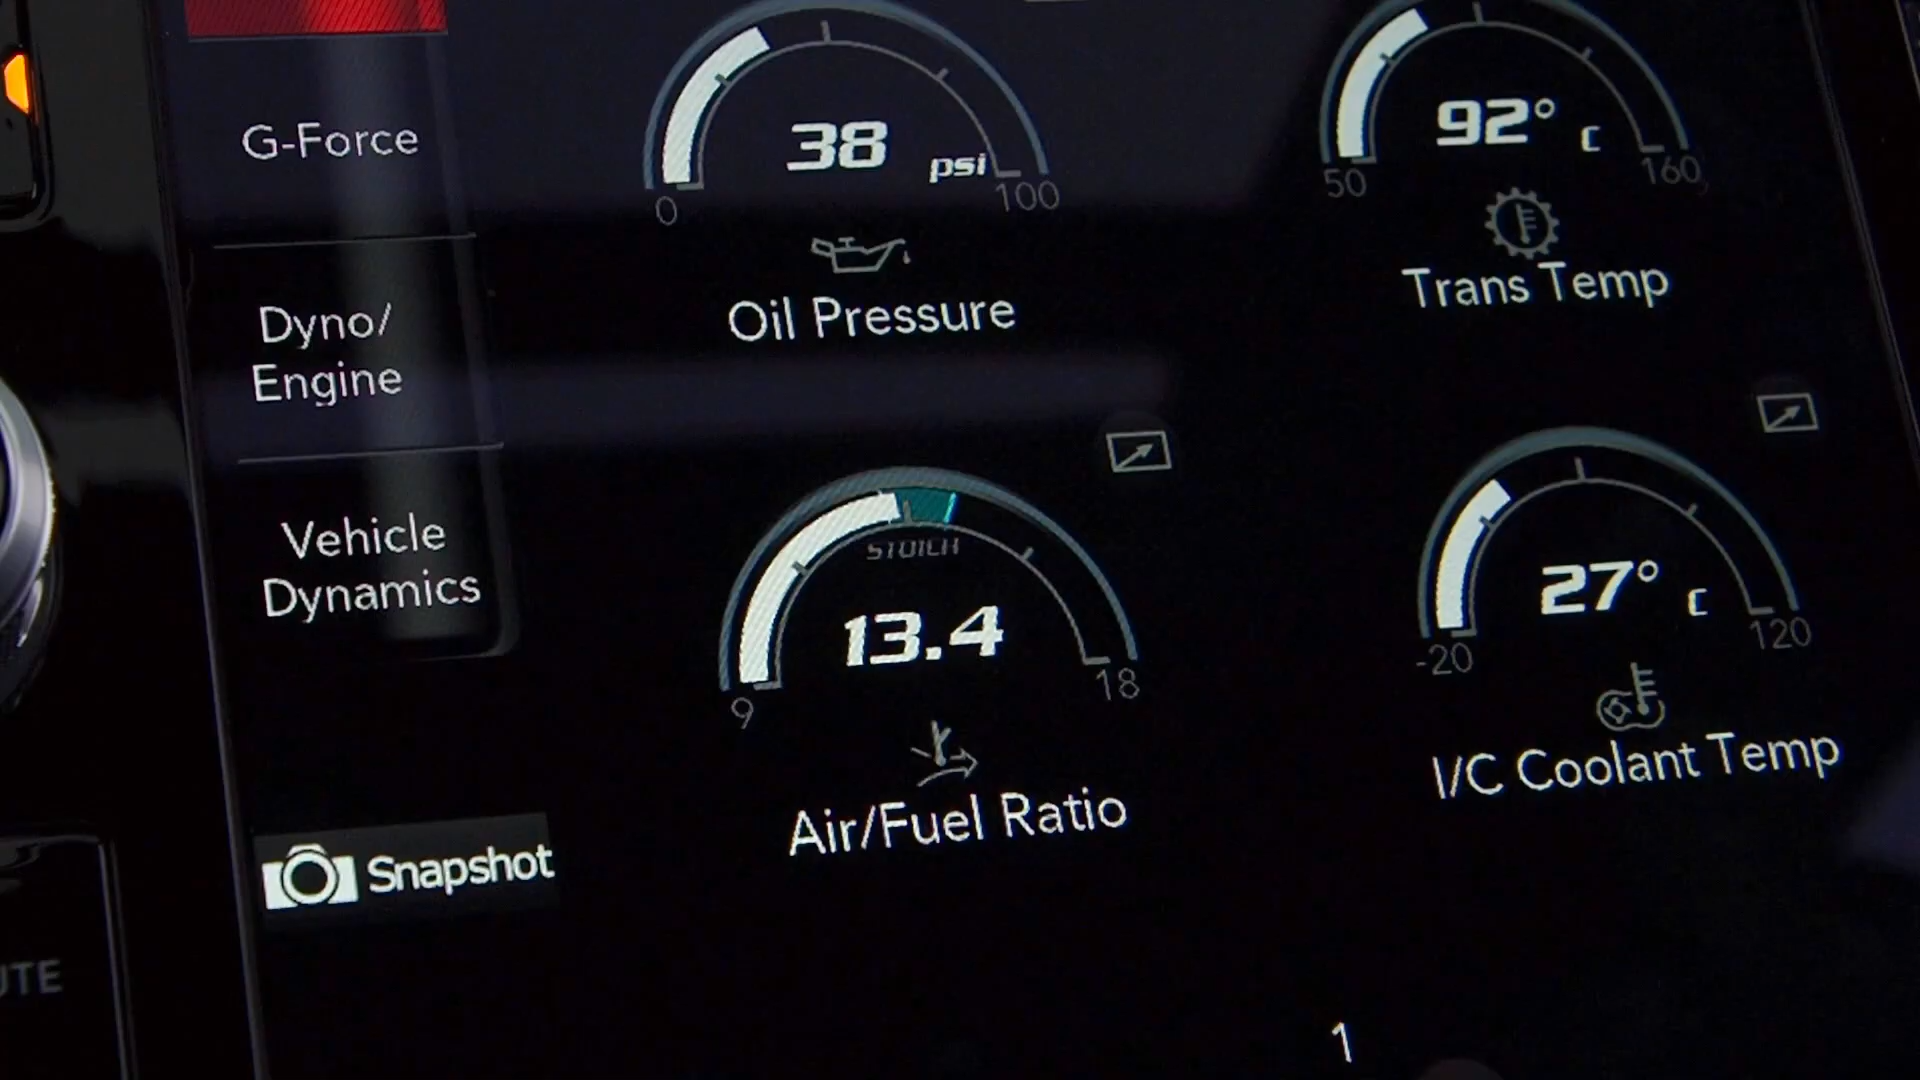 G-Force
Dyno/
Engine
Vehicle
Dynamics
Snapshot
38 psi
0 100
Oil Pressure
92° C
50 160
Trans Temp
STOICH
13.4
9 18
Air/Fuel Ratio
27° C
-20 120
I/C Coolant Temp
1